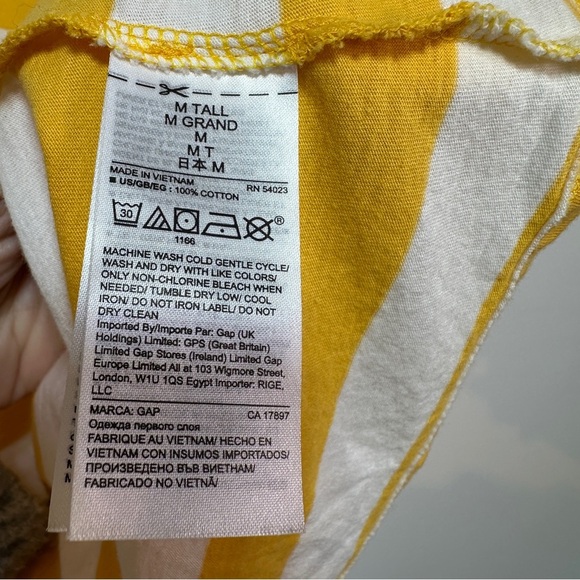 M TALL
M GRAND
M
M T
日本 M
MADE IN VIETNAM RN 54023
■ US/GB/EG : 100% COTTON
30 ®
1166
MACHINE WASH COLD GENTLE CYCLE/
WASH AND DRY WITH LIKE COLORS/
ONLY NON-CHLORINE BLEACH WHEN
NEEDED/ TUMBLE DRY LOW/ COOL
IRON/ DO NOT IRON LABEL/ DO NOT
DRY CLEAN
Imported By/Importe Par: Gap (UK
Holdings) Limited: GPS (Great Britain)
Limited Gap Stores (Ireland) Limited Gap
Europe Limited All at 103 Wigmore Street,
London, W1U 1QS Egypt Importer: RIGE,
LLC
MARCA: GAP CA 17897
Одежда первого слоя
FABRIQUE AU VIETNAM/ HECHO EN
VIETNAM CON INSUMOS IMPORTADOS/
ПРОИЗВЕДЕНО ВЪВ ВИЕТНАМ/
FABRICADO NO VIETNÃ/